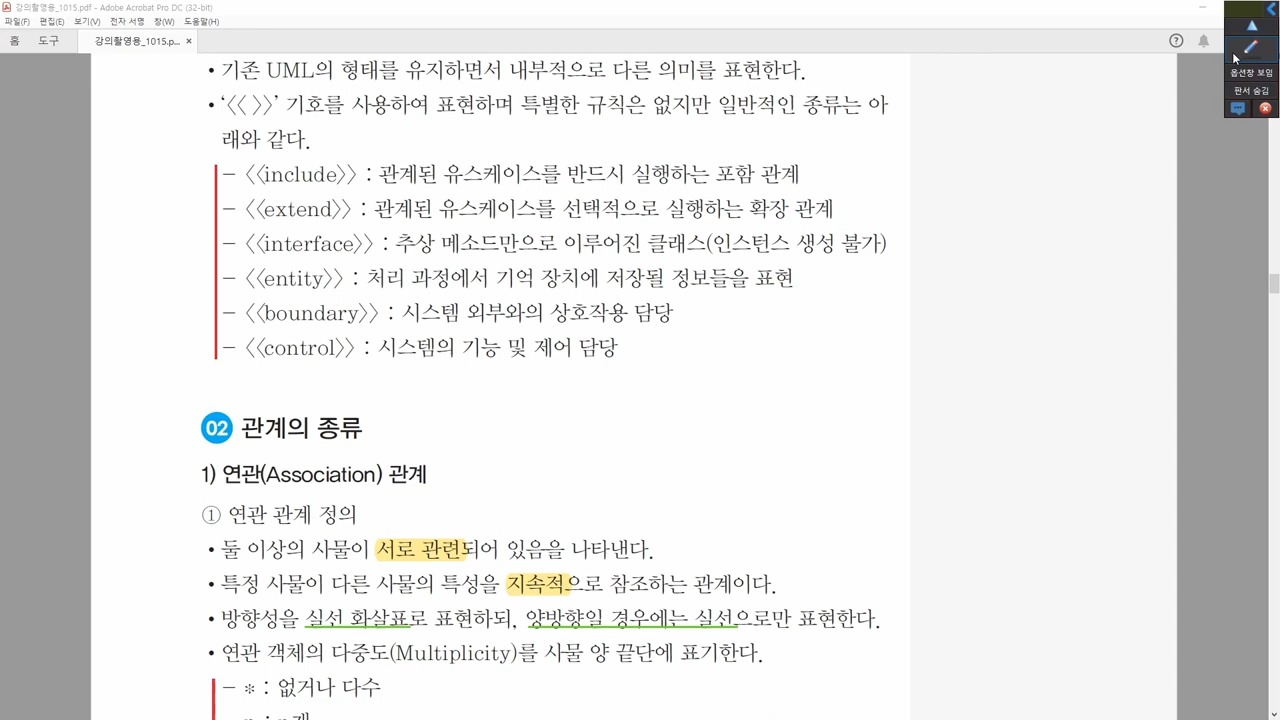 강의촬영용_1015.pdf - Adobe Acrobat Pro DC (32-bit)
파일(F) 편집(E) 보기(V) 전자 서명 창(W) 도움말(H)
홈 도구 강의촬영용_1015.p... ×
옵션창 보임
판서 숨김
• 기존 UML의 형태를 유지하면서 내부적으로 다른 의미를 표현한다.
• ‘〈〈 〉〉’ 기호를 사용하여 표현하며 특별한 규칙은 없지만 일반적인 종류는 아
래와 같다.
– 〈〈include〉〉 : 관계된 유스케이스를 반드시 실행하는 포함 관계
– 〈〈extend〉〉 : 관계된 유스케이스를 선택적으로 실행하는 확장 관계
– 〈〈interface〉〉 : 추상 메소드만으로 이루어진 클래스(인스턴스 생성 불가)
– 〈〈entity〉〉 : 처리 과정에서 기억 장치에 저장될 정보들을 표현
– 〈〈boundary〉〉 : 시스템 외부와의 상호작용 담당
– 〈〈control〉〉 : 시스템의 기능 및 제어 담당
02 관계의 종류
1) 연관(Association) 관계
① 연관 관계 정의
• 둘 이상의 사물이 서로 관련되어 있음을 나타낸다.
• 특정 사물이 다른 사물의 특성을 지속적으로 참조하는 관계이다.
• 방향성을 실선 화살표로 표현하되, 양방향일 경우에는 실선으로만 표현한다.
• 연관 객체의 다중도(Multiplicity)를 사물 양 끝단에 표기한다.
– * : 없거나 다수